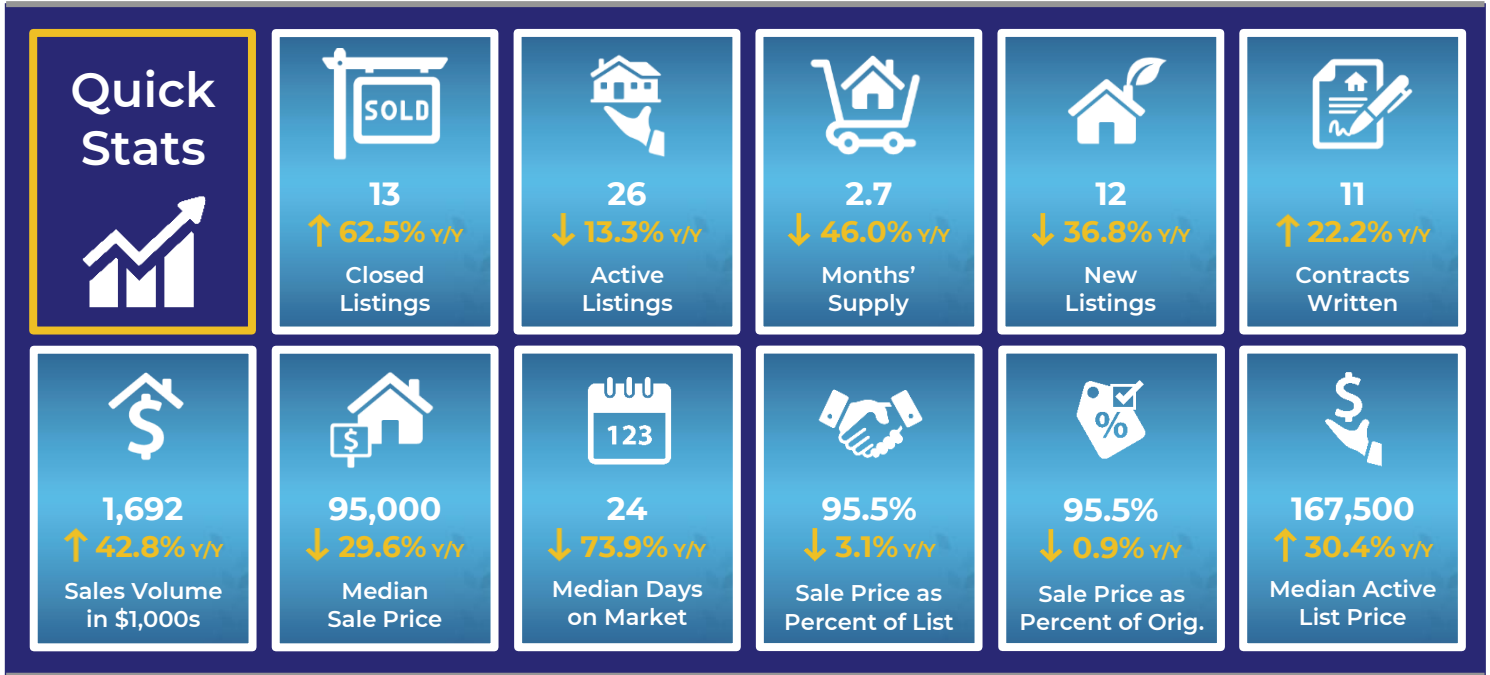 Quick
Stats
SOLD
13
↑ 62.5% Y/Y
Closed
Listings
26
↓ 13.3% Y/Y
Active
Listings
2.7
↓ 46.0% Y/Y
Months’
Supply
12
↓ 36.8% Y/Y
New
Listings
11
↑ 22.2% Y/Y
Contracts
Written
$
1,692
↑ 42.8% Y/Y
Sales Volume
in $1,000s
$
95,000
↓ 29.6% Y/Y
Median
Sale Price
123
24
↓ 73.9% Y/Y
Median Days
on Market
95.5%
↓ 3.1% Y/Y
Sale Price as
Percent of List
%
95.5%
↓ 0.9% Y/Y
Sale Price as
Percent of Orig.
$
167,500
↑ 30.4% Y/Y
Median Active
List Price